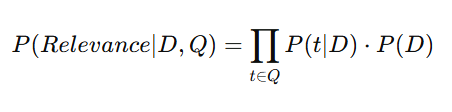 P(Relevance|D, Q) = ∏ P(t|D) · P(D)
t∈Q